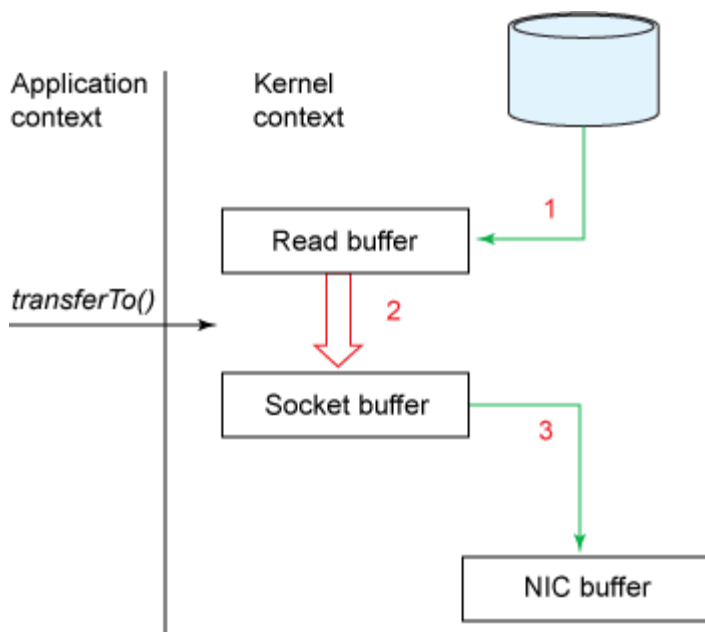 Application
context
Kernel
context
1
Read buffer
transferTo()
2
Socket buffer
3
NIC buffer